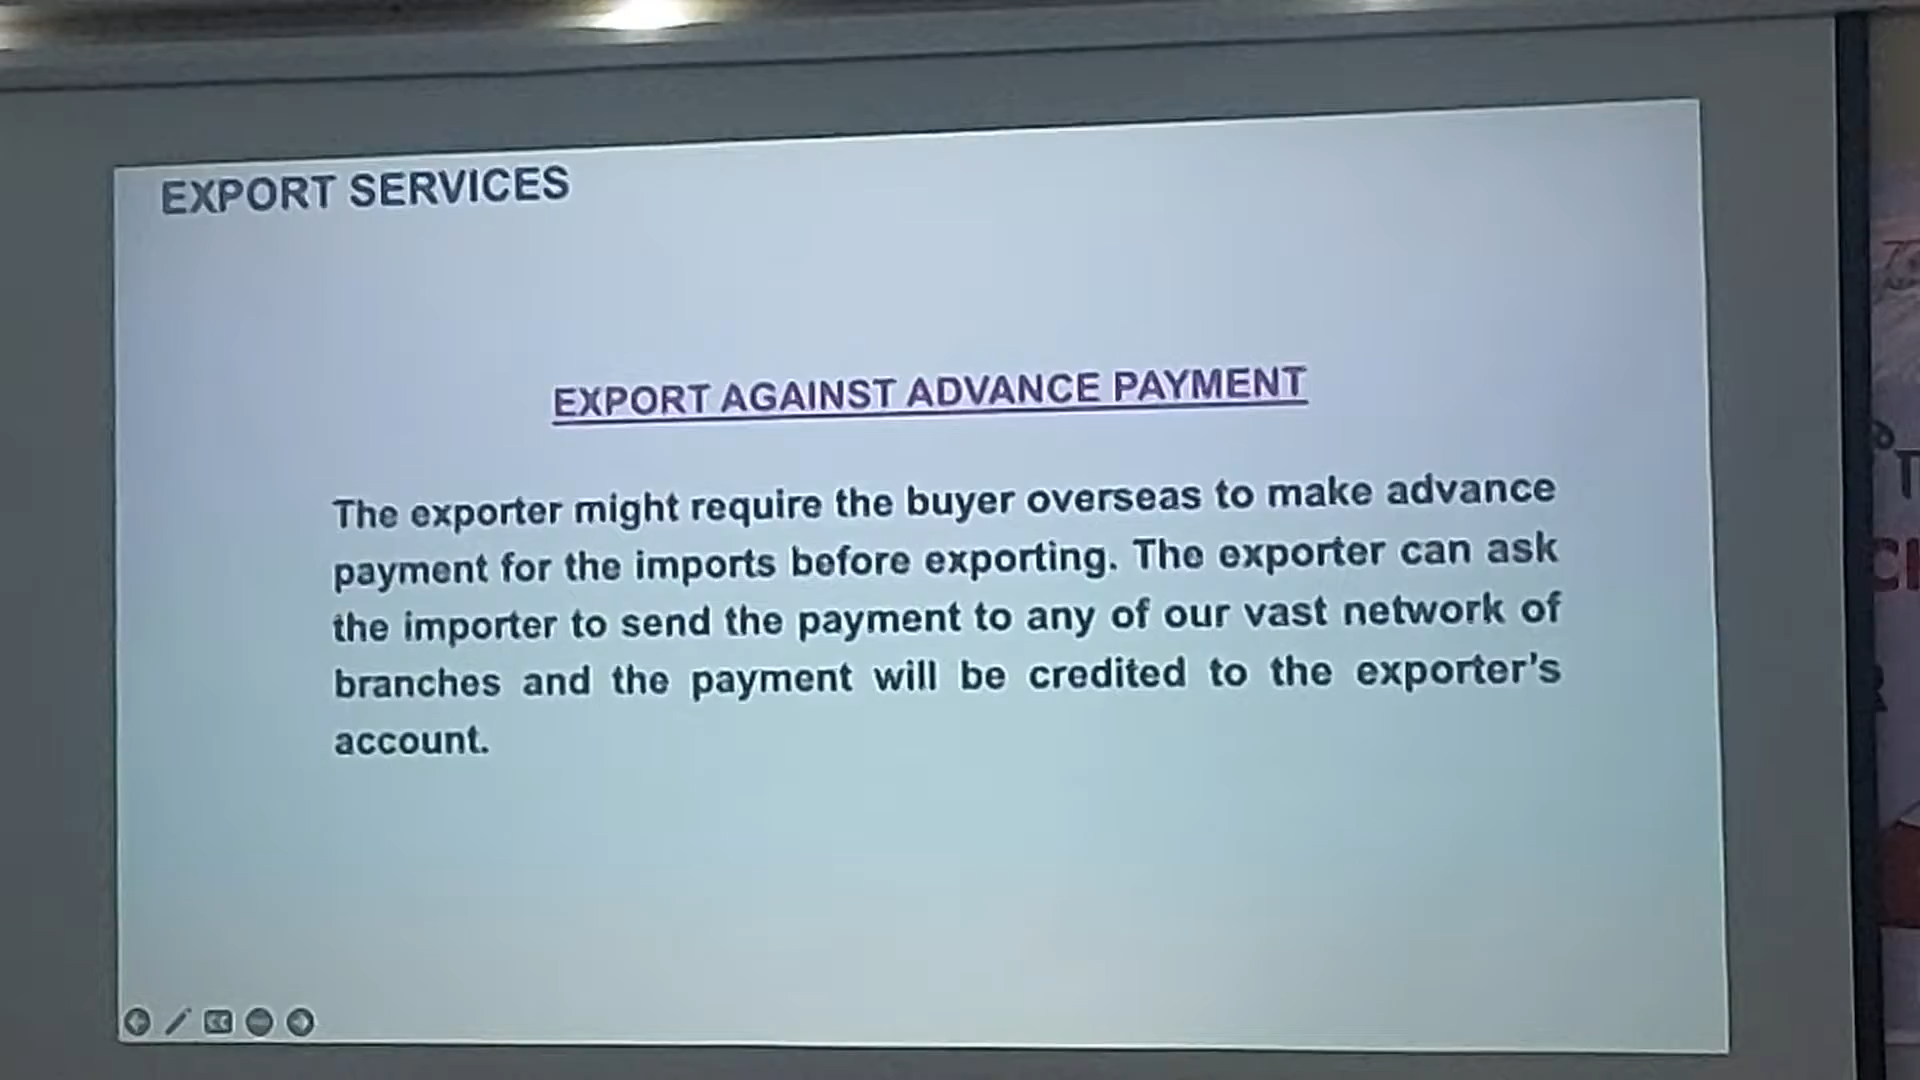 EXPORT SERVICES
EXPORT AGAINST ADVANCE PAYMENT
The exporter might require the buyer overseas to make advance
payment for the imports before exporting. The exporter can ask
the importer to send the payment to any of our vast network of
branches and the payment will be credited to the exporter's
account.